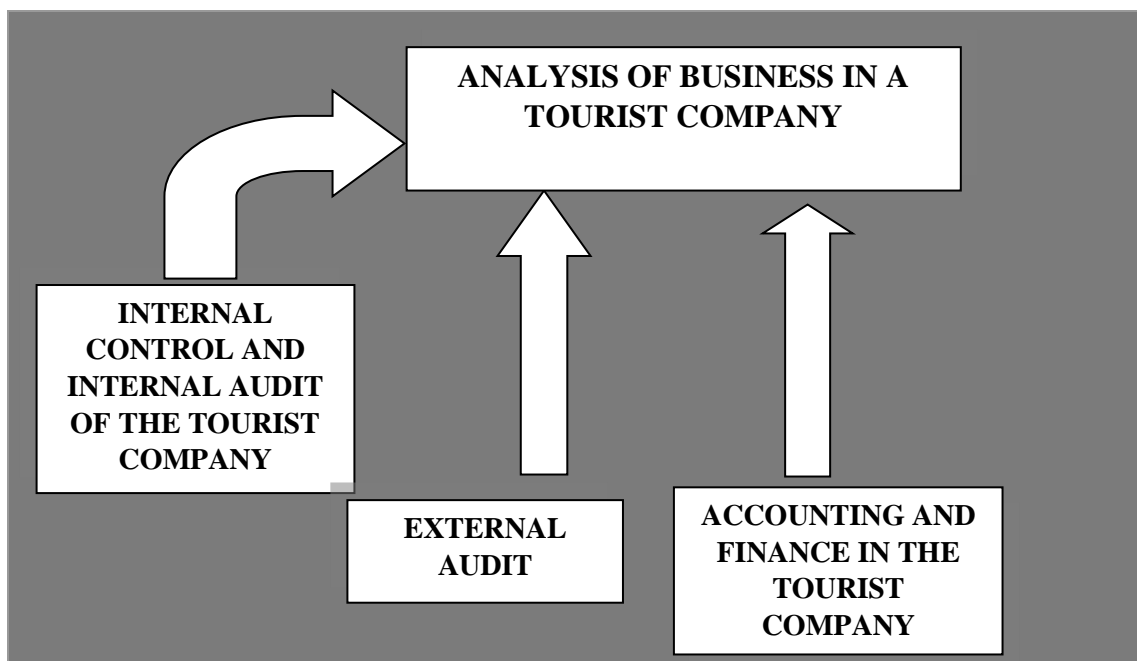 ANALYSIS OF BUSINESS IN A
TOURIST COMPANY
INTERNAL
CONTROL AND
INTERNAL AUDIT
OF THE TOURIST
COMPANY
EXTERNAL
AUDIT
ACCOUNTING AND
FINANCE IN THE
TOURIST
COMPANY